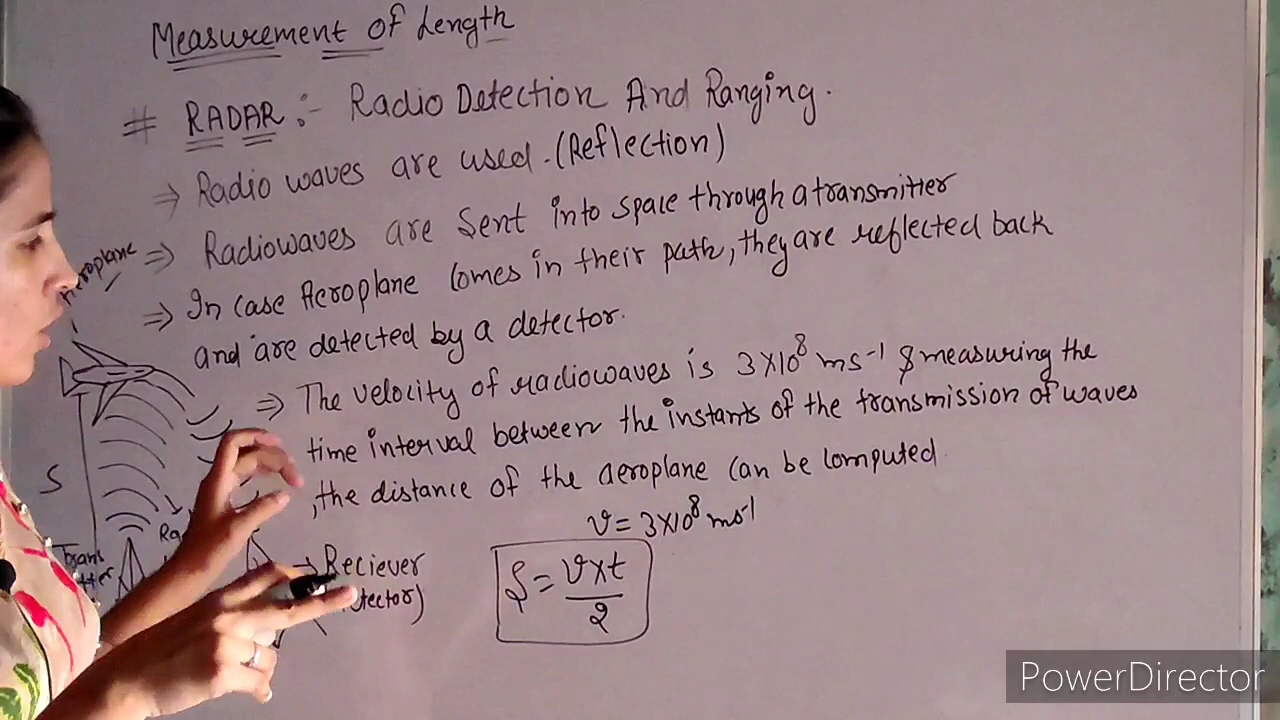 Measurement of Length
# RADAR :- Radio Detection And Ranging.
⇒ Radio waves are used. (Reflection)
⇒ Radiowaves are sent into space through a transmitter
⇒ In case Aeroplane comes in their path, they are reflected back
and are detected by a detector.
⇒ The velocity of radiowaves is 3×10⁸ ms⁻¹ & measuring the
time interval between the instants of the transmission of waves
, the distance of the aeroplane can be computed
v = 3×10⁸ ms⁻¹
S = v×t / 2
S
→ Reciever
PowerDirector